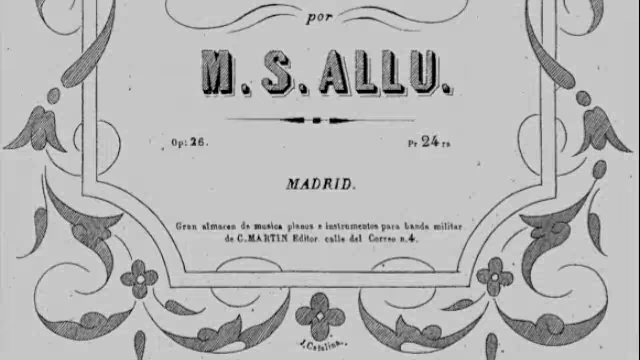 por
M. S. ALLU.
Op: 26.
Pr 24 rs
MADRID.
Gran almacen de musica pianos e instrumentos para banda militar
de C. MARTIN Editor. calle del Correo n. 4.
J. Catalina.